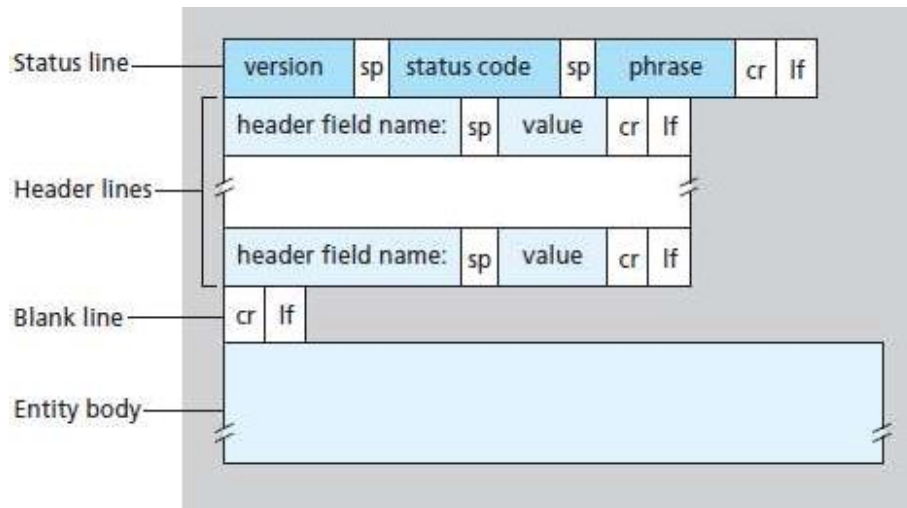 Status line
version sp status code sp phrase cr lf
header field name: sp value cr lf
Header lines
header field name: sp value cr lf
Blank line
cr lf
Entity body